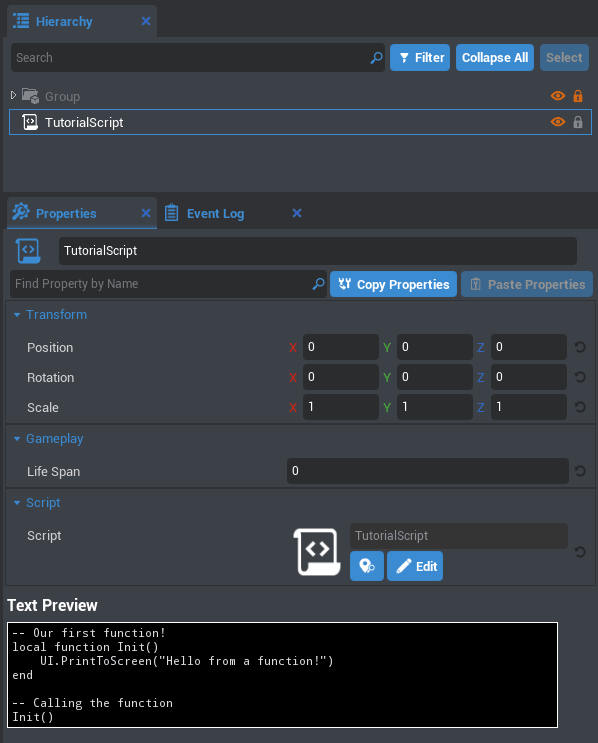 Hierarchy
Search
Filter
Collapse All
Select
Group
TutorialScript
Properties
Event Log
TutorialScript
Find Property by Name
Copy Properties
Paste Properties
Transform
Position X 0 Y 0 Z 0
Rotation X 0 Y 0 Z 0
Scale X 1 Y 1 Z 1
Gameplay
Life Span 0
Script
Script
TutorialScript
Edit
Text Preview
-- Our first function!
local function Init()
    UI.PrintToScreen("Hello from a function!")
end
-- Calling the function
Init()